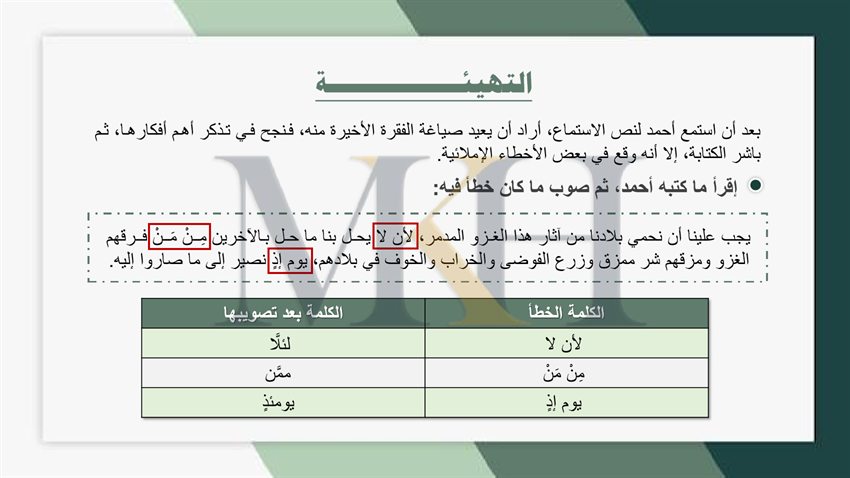 التهيئـــــــــــــــــــــــة
بعد أن استمع أحمد لنص الاستماع، أراد أن يعيد صياغة الفقرة الأخيرة منه، فنجح في تذكر أهم أفكارها، ثم
باشر الكتابة، إلا أنه وقع في بعض الأخطاء الإملائية.
إقرأ ما كتبه أحمد، ثم صوب ما كان خطأ فيه:
يجب علينا أن نحمي بلادنا من آثار هذا الغزو المدمر، لأن لا يحل بنا ما حل بالآخرين مِنْ مَنْ فرقهم
الغزو ومزقهم شر ممزق وزرع الفوضى والخراب والخوف في بلادهم، يوم إذٍ نصير إلى ما صاروا إليه.
الكلمة الخطأ الكلمة بعد تصويبها
لأن لا لئلَّا
مِنْ مَنْ ممَّن
يوم إذٍ يومئذٍ
MKH